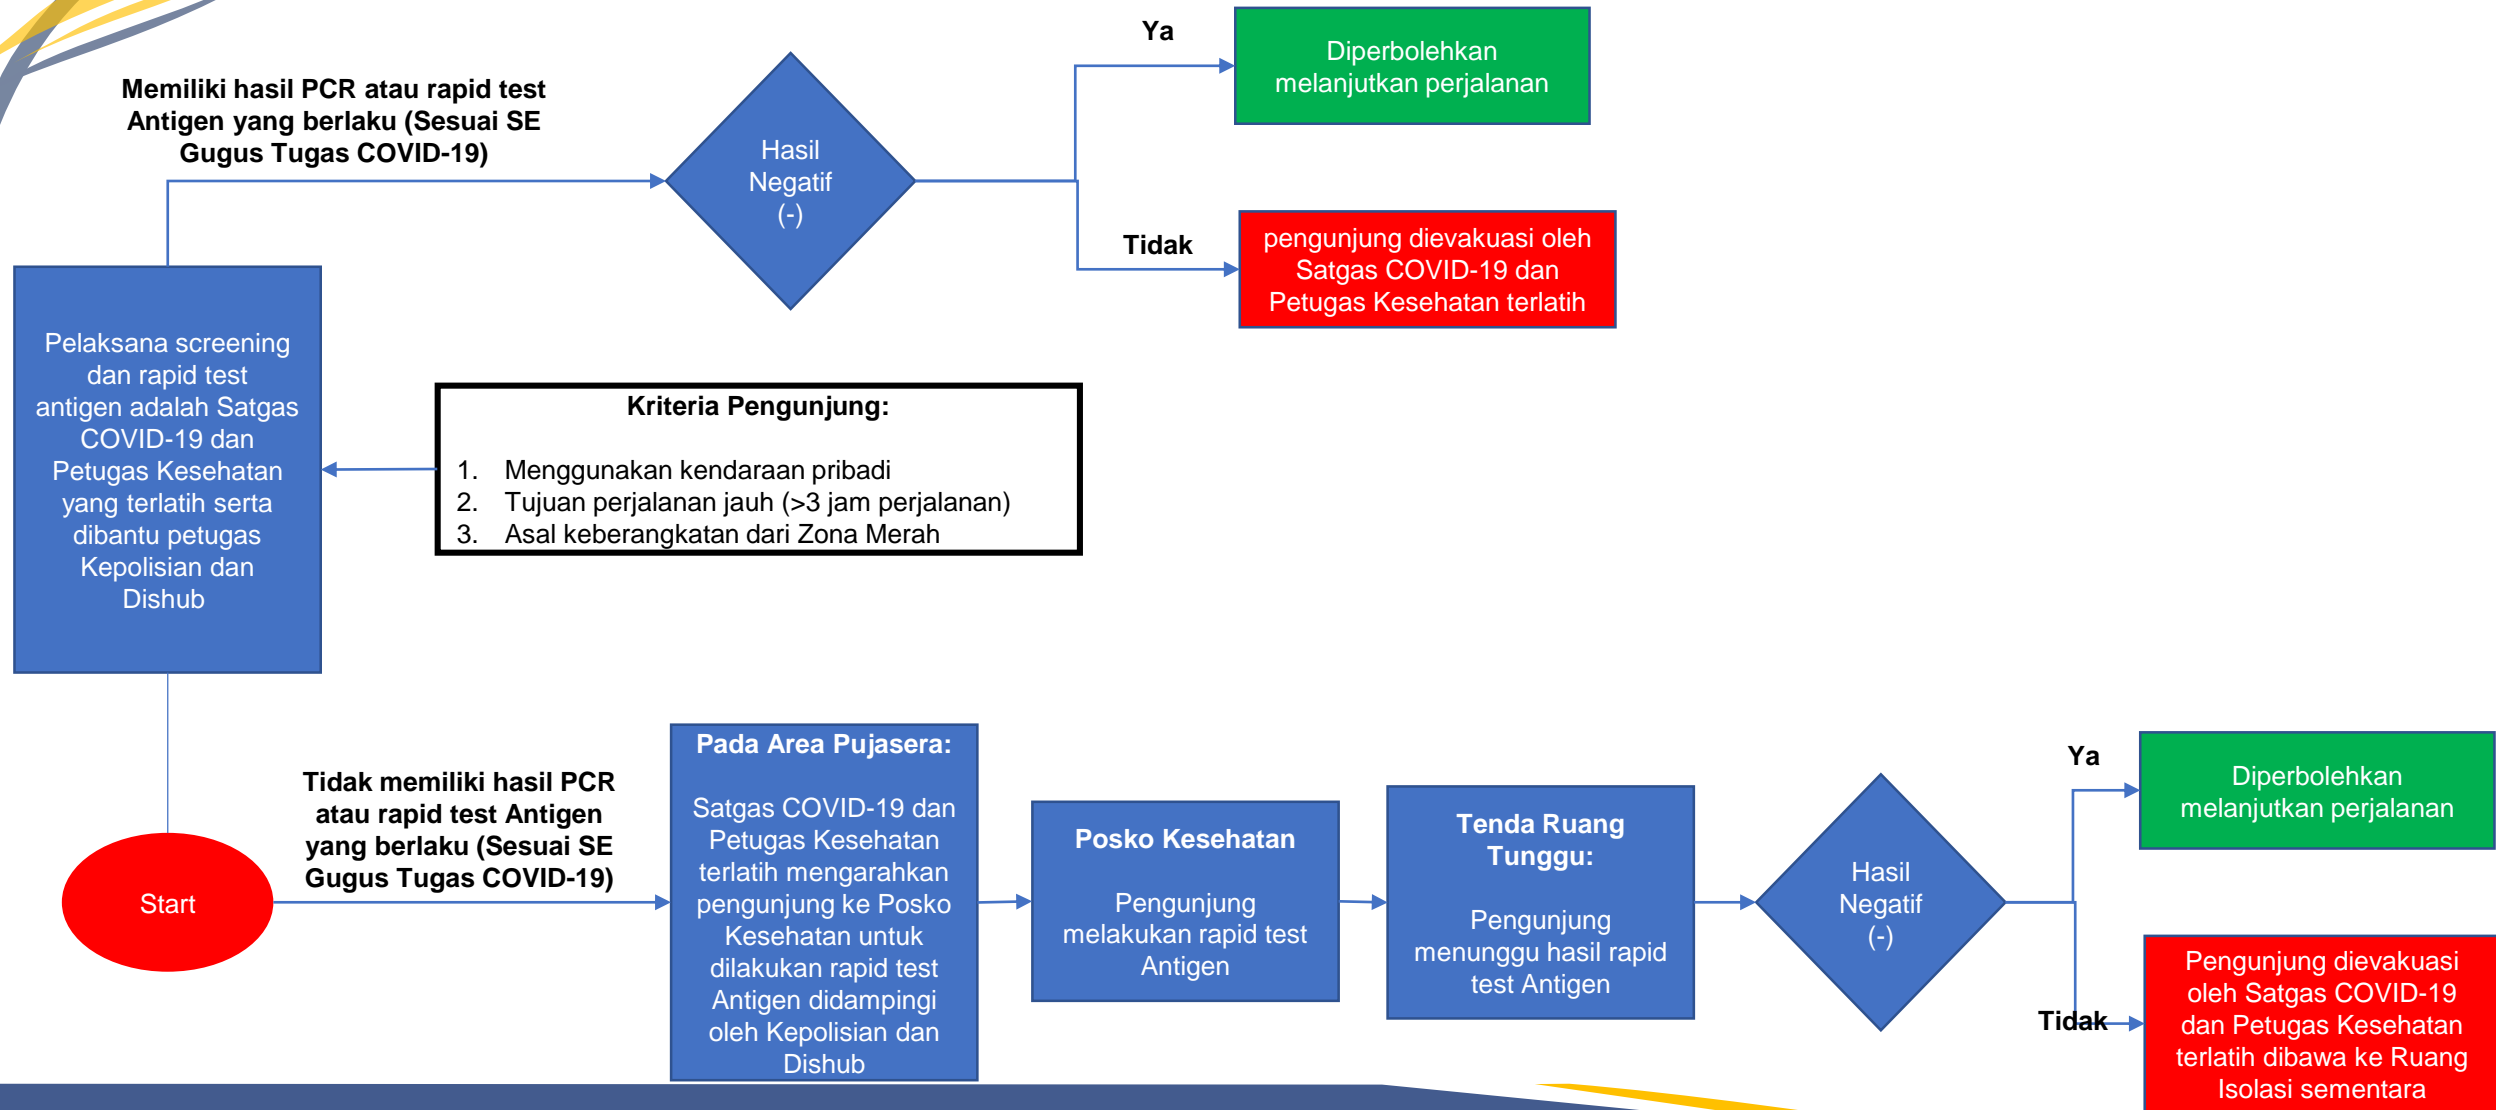 Memiliki hasil PCR atau rapid test
Antigen yang berlaku (Sesuai SE
Gugus Tugas COVID-19)
Hasil
Negatif
(-)
Ya
Diperbolehkan
melanjutkan perjalanan
Tidak
pengunjung dievakuasi oleh
Satgas COVID-19 dan
Petugas Kesehatan terlatih
Pelaksana screening
dan rapid test
antigen adalah Satgas
COVID-19 dan
Petugas Kesehatan
yang terlatih serta
dibantu petugas
Kepolisian dan
Dishub
Kriteria Pengunjung:
1. Menggunakan kendaraan pribadi
2. Tujuan perjalanan jauh (>3 jam perjalanan)
3. Asal keberangkatan dari Zona Merah
Start
Tidak memiliki hasil PCR
atau rapid test Antigen
yang berlaku (Sesuai SE
Gugus Tugas COVID-19)
Pada Area Pujasera:
Satgas COVID-19 dan
Petugas Kesehatan
terlatih mengarahkan
pengunjung ke Posko
Kesehatan untuk
dilakukan rapid test
Antigen didampingi
oleh Kepolisian dan
Dishub
Posko Kesehatan
Pengunjung
melakukan rapid test
Antigen
Tenda Ruang
Tunggu:
Pengunjung
menunggu hasil rapid
test Antigen
Hasil
Negatif
(-)
Ya
Diperbolehkan
melanjutkan perjalanan
Tidak
Pengunjung dievakuasi
oleh Satgas COVID-19
dan Petugas Kesehatan
terlatih dibawa ke Ruang
Isolasi sementara